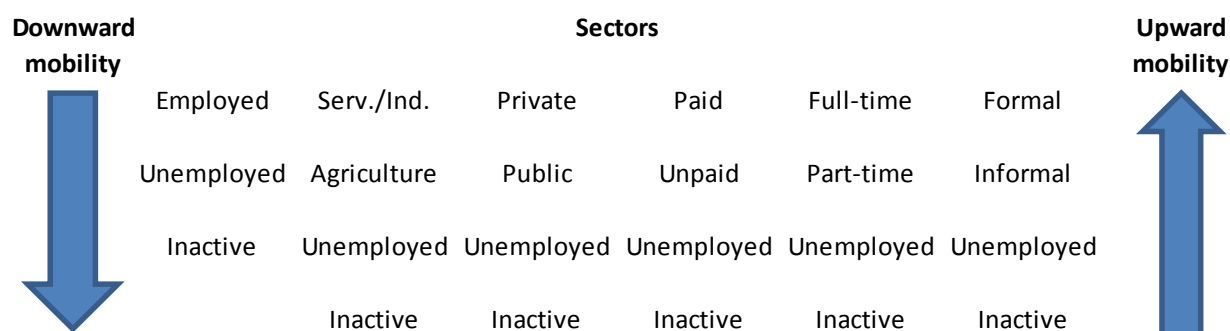 Downward
mobility
Sectors
Upward
mobility
Employed Serv./Ind. Private Paid Full-time Formal
Unemployed Agriculture Public Unpaid Part-time Informal
Inactive Unemployed Unemployed Unemployed Unemployed Unemployed
Inactive Inactive Inactive Inactive Inactive